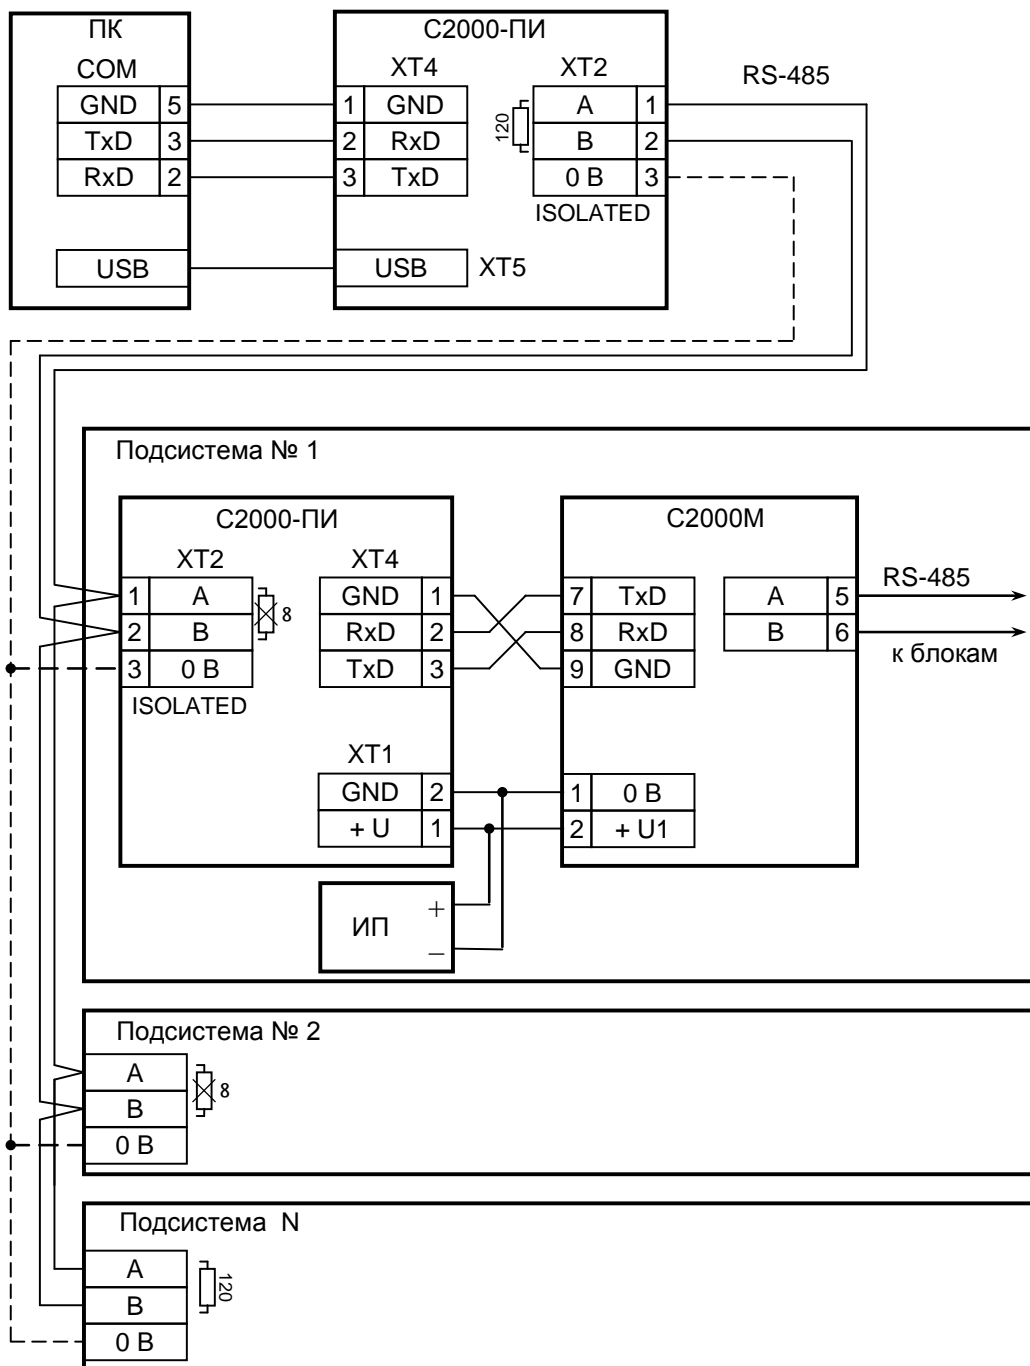 ПК
COM
GND 5
TxD 3
RxD 2
USB
С2000-ПИ
XT4
1 GND
2 RxD
3 TxD
USB XT5
120
XT2
A 1
B 2
0 В 3
ISOLATED
RS-485
Подсистема № 1
С2000-ПИ
XT2
1 A
2 B
3 0 В
ISOLATED
8
XT4
GND 1
RxD 2
TxD 3
XT1
GND 2
+ U 1
С2000М
7 TxD
8 RxD
9 GND
1 0 В
2 + U1
A 5
B 6
RS-485
к блокам
ИП
+
–
Подсистема № 2
A
B
0 В
8
Подсистема N
A
B
0 В
120